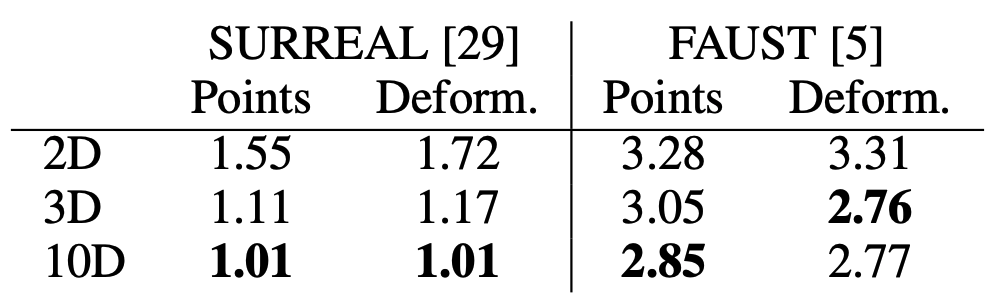 SURREAL [29] FAUST [5]
Points Deform. Points Deform.
2D 1.55 1.72 3.28 3.31
3D 1.11 1.17 3.05 2.76
10D 1.01 1.01 2.85 2.77